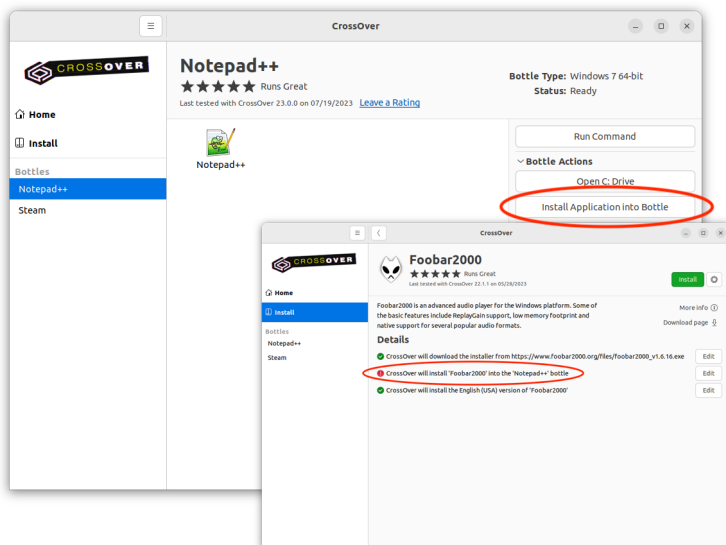 CrossOver
CROSSOVER
Home
Install
Bottles
Notepad++
Steam
Notepad++
Runs Great
Last tested with CrossOver 23.0.0 on 07/19/2023 Leave a Rating
Bottle Type: Windows 7 64-bit
Status: Ready
Notepad++
Run Command
Bottle Actions
Open C: Drive
Install Application into Bottle
CrossOver
CROSSOVER
Home
Install
Bottles
Notepad++
Steam
Foobar2000
Runs Great
Last tested with CrossOver 22.1.1 on 05/28/2023
Install
Foobar2000 is an advanced audio player for the Windows platform. Some of
the basic features include ReplayGain support, low memory footprint and
native support for several popular audio formats.
More info
Download page
Details
CrossOver will download the installer from https://www.foobar2000.org/files/foobar2000_v1.6.16.exe Edit
CrossOver will install 'Foobar2000' into the 'Notepad++' bottle Edit
CrossOver will install the English (USA) version of 'Foobar2000' Edit